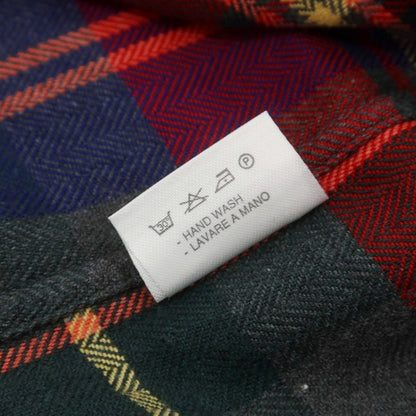 30° P
- HAND WASH
- LAVARE A MANO